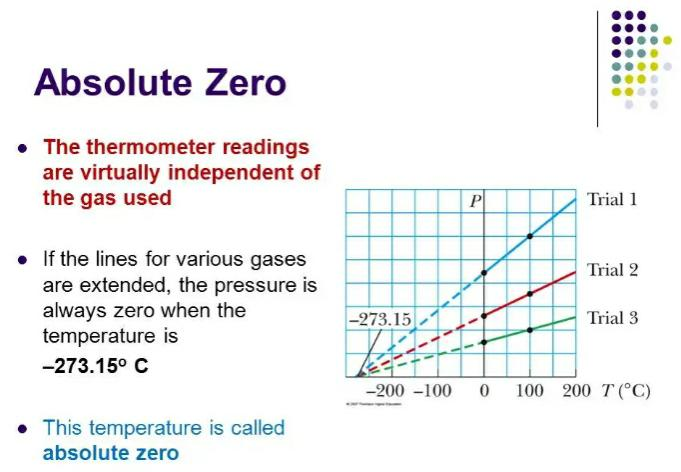 Absolute Zero
The thermometer readings
are virtually independent of
the gas used
If the lines for various gases
are extended, the pressure is
always zero when the
temperature is
–273.15º C
This temperature is called
absolute zero
P
Trial 1
Trial 2
Trial 3
–273.15
–200 –100 0 100 200 T (°C)